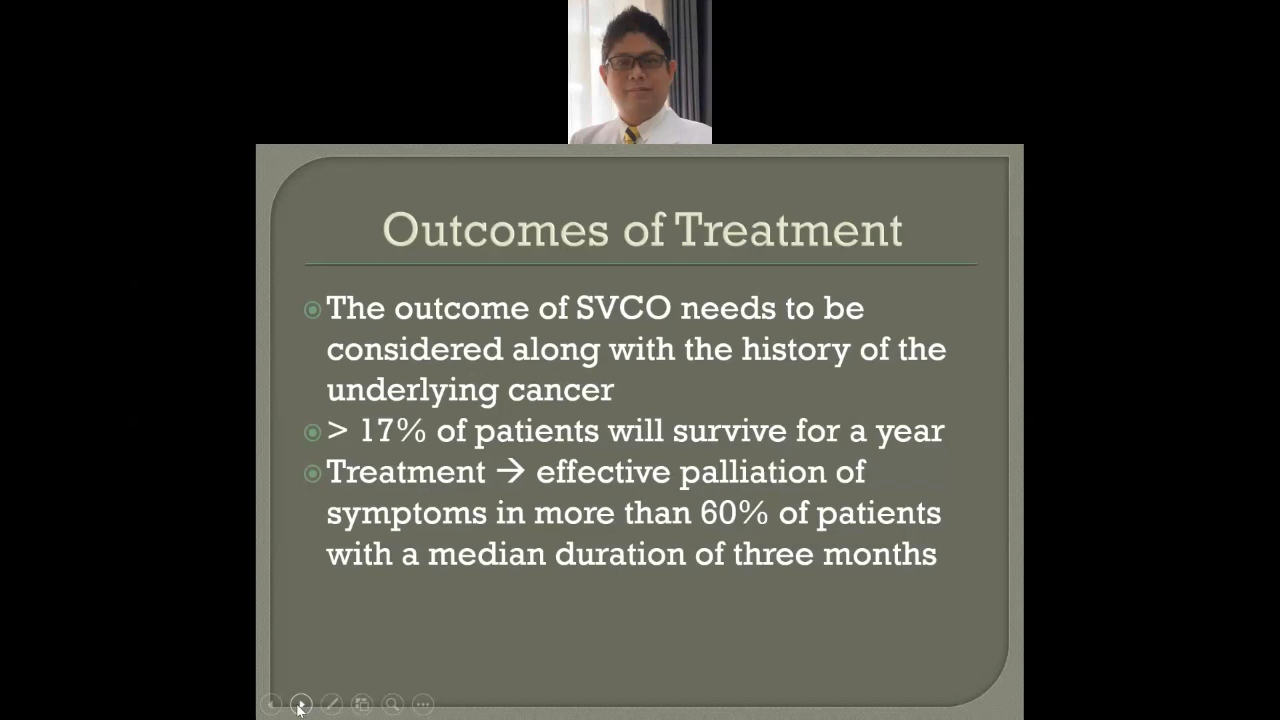 Outcomes of Treatment
The outcome of SVCO needs to be
considered along with the history of the
underlying cancer
> 17% of patients will survive for a year
Treatment → effective palliation of
symptoms in more than 60% of patients
with a median duration of three months